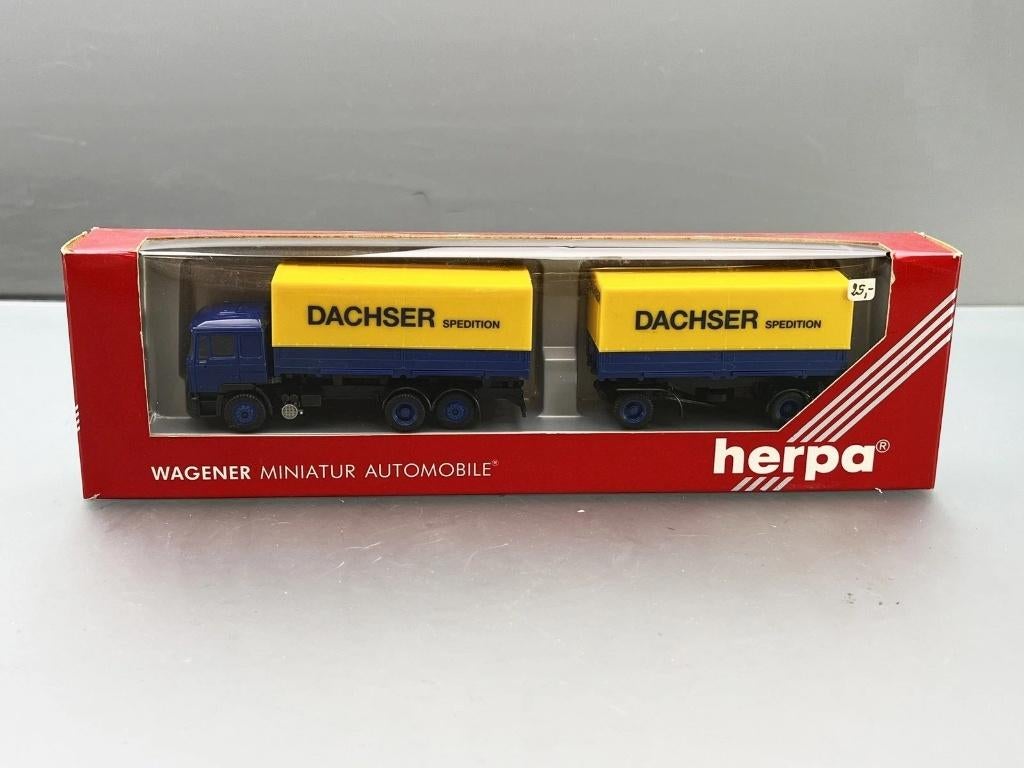 DACHSER SPEDITION
DACHSER SPEDITION
25,-
WAGENER MINIATUR AUTOMOBILE®
herpa®